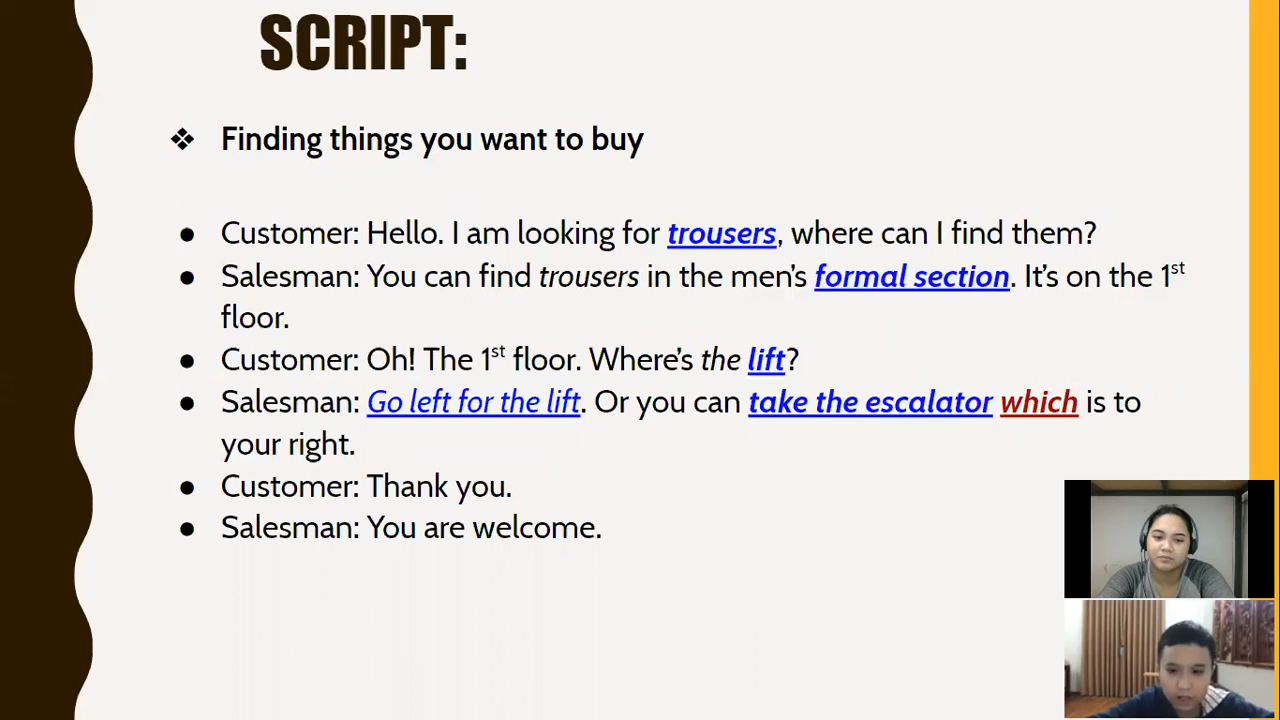 SCRIPT:
❖ Finding things you want to buy
● Customer: Hello. I am looking for trousers, where can I find them?
● Salesman: You can find trousers in the men's formal section. It's on the 1st
floor.
● Customer: Oh! The 1st floor. Where's the lift?
● Salesman: Go left for the lift. Or you can take the escalator which is to
your right.
● Customer: Thank you.
● Salesman: You are welcome.